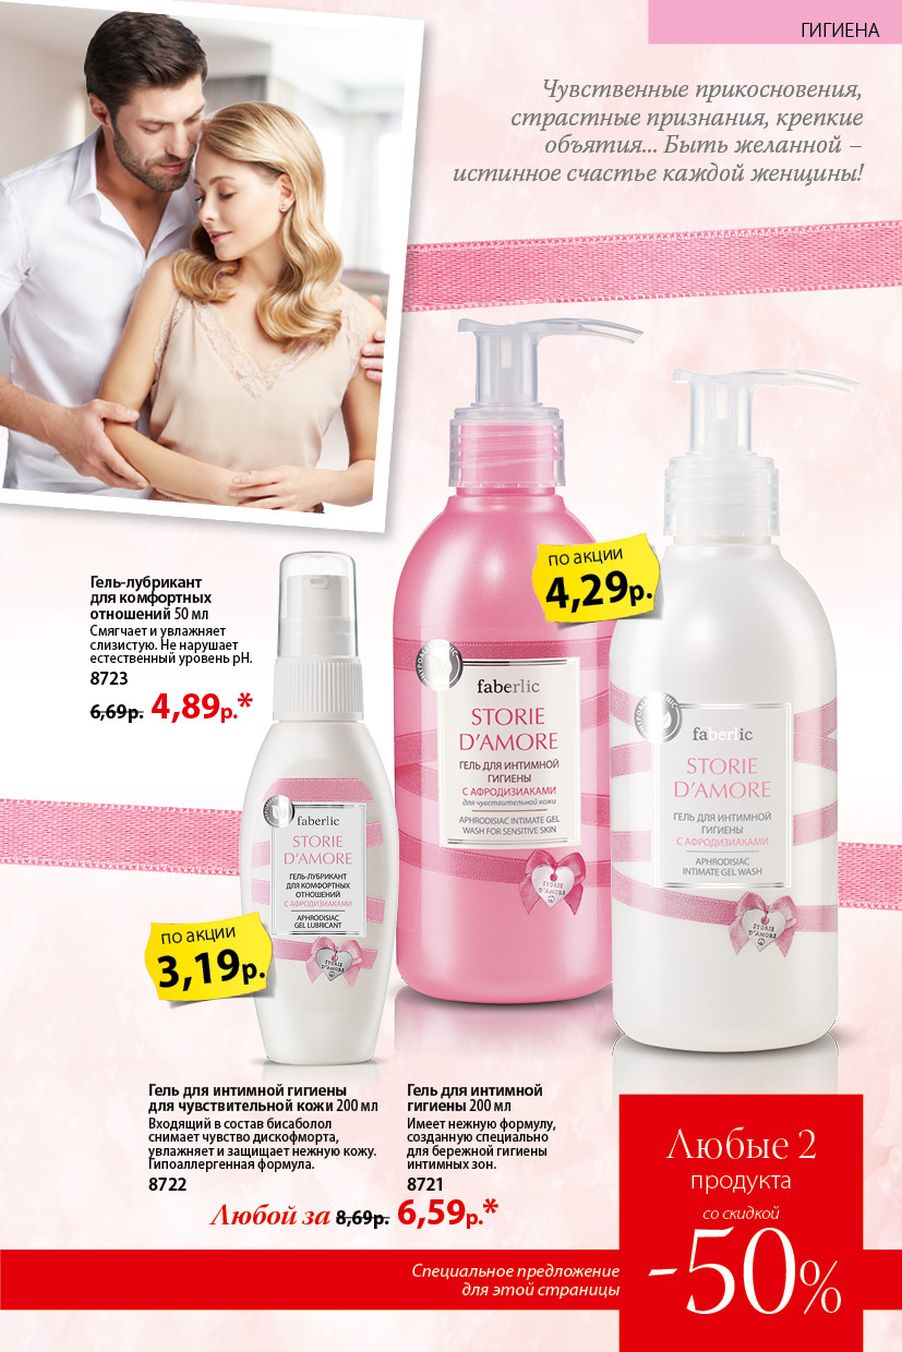 ГИГИЕНА
Чувственные прикосновения,
страстные признания, крепкие
объятия... Быть желанной –
истинное счастье каждой женщины!
по акции
4,29р.
Гель-лубрикант
для комфортных
отношений 50 мл
Смягчает и увлажняет
слизистую. Не нарушает
естественный уровень pH.
8723
6,69р. 4,89р.*
faberlic
STORIE
D'AMORE
ГЕЛЬ ДЛЯ ИНТИМНОЙ
ГИГИЕНЫ
С АФРОДИЗИАКАМИ
для чувствительной кожи
APHRODISIAC INTIMATE GEL
WASH FOR SENSITIVE SKIN
STORIE
D'AMORE
faberlic
STORIE
D'AMORE
ГЕЛЬ ДЛЯ ИНТИМНОЙ
ГИГИЕНЫ
С АФРОДИЗИАКАМИ
APHRODISIAC
INTIMATE GEL WASH
STORIE
D'AMORE
faberlic
STORIE
D'AMORE
ГЕЛЬ-ЛУБРИКАНТ
ДЛЯ КОМФОРТНЫХ
ОТНОШЕНИЙ
С АФРОДИЗИАКАМИ
APHRODISIAC
GEL LUBRICANT
STORIE
D'AMORE
по акции
3,19р.
Гель для интимной гигиены
для чувствительной кожи 200 мл
Входящий в состав бисаболол
снимает чувство дискофморта,
увлажняет и защищает нежную кожу.
Гипоаллергенная формула.
8722
Гель для интимной
гигиены 200 мл
Имеет нежную формулу,
созданную специально
для бережной гигиены
интимных зон.
8721
Любой за 8,69р. 6,59р.*
Любые 2
продукта
со скидкой
-50%
Специальное предложение
для этой страницы